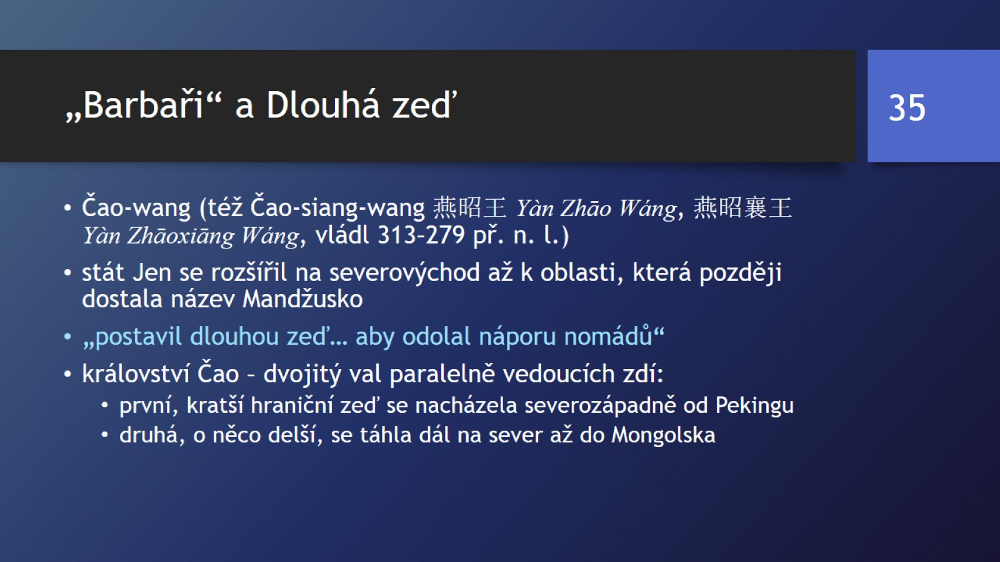 „Barbaři“ a Dlouhá zeď
35
• Čao-wang (též Čao-siang-wang 燕昭王 Yàn Zhāo Wáng, 燕昭襄王
Yàn Zhāoxiāng Wáng, vládl 313–279 př. n. l.)
• stát Jen se rozšířil na severovýchod až k oblasti, která později
dostala název Mandžusko
• „postavil dlouhou zeď… aby odolal náporu nomádů“
• království Čao – dvojitý val paralelně vedoucích zdí:
• první, kratší hraniční zeď se nacházela severozápadně od Pekingu
• druhá, o něco delší, se táhla dál na sever až do Mongolska